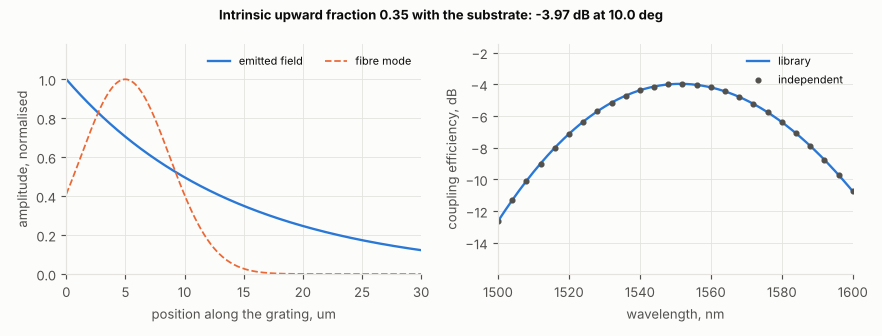 Intrinsic upward fraction 0.35 with the substrate: -3.97 dB at 10.0 deg
emitted field
fibre mode
amplitude, normalised
1.0
0.8
0.6
0.4
0.2
0.0
0 5 10 15 20 25 30
position along the grating, um
library
independent
coupling efficiency, dB
−2
−4
−6
−8
−10
−12
−14
1500 1520 1540 1560 1580 1600
wavelength, nm